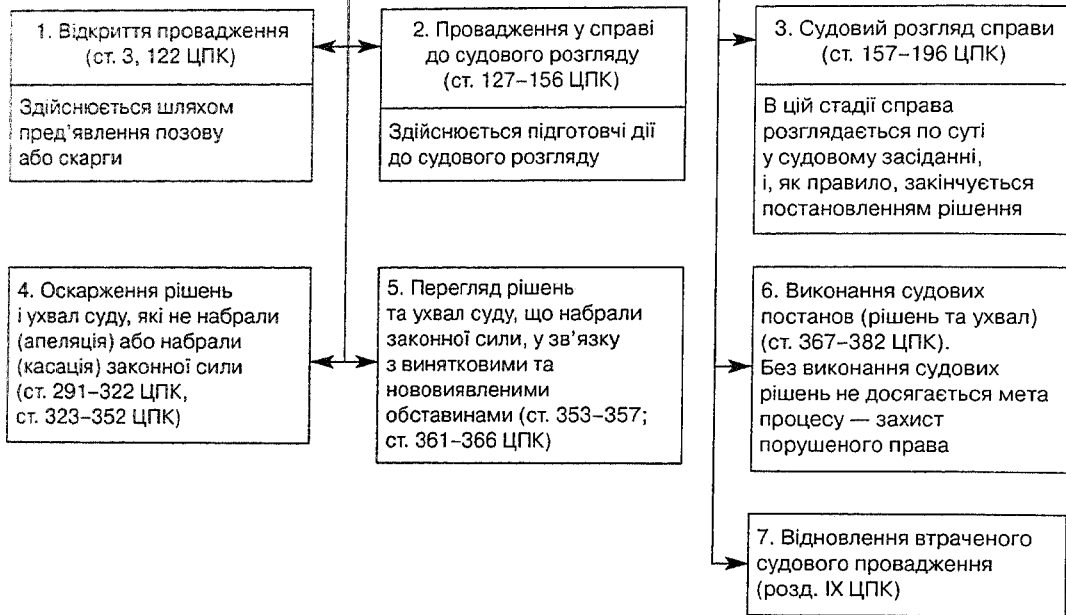 1. Відкриття провадження
(ст. 3, 122 ЦПК)
Здійснюється шляхом
пред’явлення позову
або скарги
2. Провадження у справі
до судового розгляду
(ст. 127–156 ЦПК)
Здійснюється підготовчі дії
до судового розгляду
3. Судовий розгляд справи
(ст. 157–196 ЦПК)
В цій стадії справа
розглядається по суті
у судовому засіданні,
і, як правило, закінчується
постановленням рішення
4. Оскарження рішень
і ухвал суду, які не набрали
(апеляція) або набрали
(касація) законної сили
(ст. 291–322 ЦПК,
ст. 323–352 ЦПК)
5. Перегляд рішень
та ухвал суду, що набрали
законної сили, у зв’язку
з винятковими та
нововиявленими
обставинами (ст. 353–357;
ст. 361–366 ЦПК)
6. Виконання судових
постанов (рішень та ухвал)
(ст. 367–382 ЦПК).
Без виконання судових
рішень не досягається мета
процесу — захист
порушеного права
7. Відновлення втраченого
судового провадження
(розд. IX ЦПК)